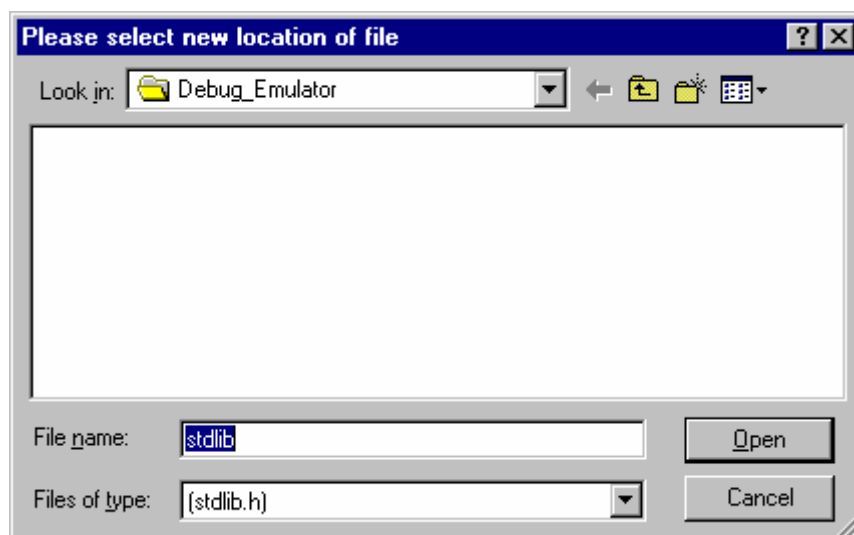 Please select new location of file
Look in: Debug_Emulator
File name: stdlib
Open
Files of type: (stdlib.h)
Cancel